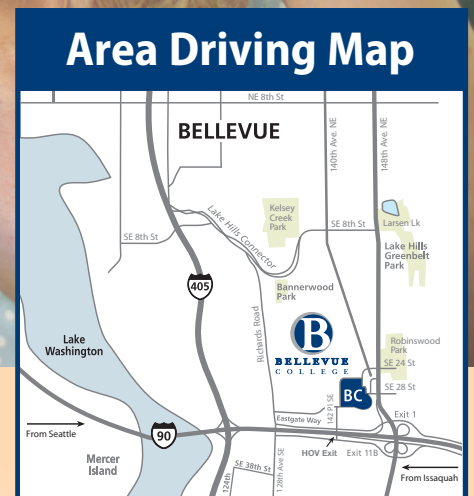 Area Driving Map
NE 8th St
BELLEVUE
140th Ave. NE
148th Ave. NE
Kelsey
Creek
Park
Larsen Lk
Lake Hills Connector
SE 8th St
SE 8th St
Lake Hills
Greenbelt
Park
405
Bannerwood
Park
Richards Road
B
BELLEVUE
COLLEGE
Lake
Washington
Robinswood
Park
SE 24 St
SE 28 St
BC
142 Pl SE
Eastgate Way
Exit 1
From Seattle
90
HOV Exit
Exit 11B
Mercer
Island
SE 38th St
124th
128th Ave SE
From Issaquah